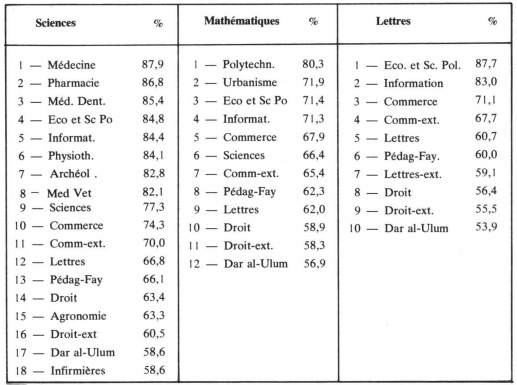 Sciences %
1 — Médecine 87,9
2 — Pharmacie 86,8
3 — Méd. Dent. 85,4
4 — Eco et Sc Po 84,8
5 — Informat. 84,4
6 — Physioth. 84,1
7 — Archéol . 82,8
8 — Med Vet 82,1
9 — Sciences 77,3
10 — Commerce 74,3
11 — Comm-ext. 70,0
12 — Lettres 66,8
13 — Pédag-Fay 66,1
14 — Droit 63,4
15 — Agronomie 63,3
16 — Droit-ext 60,5
17 — Dar al-Ulum 58,6
18 — Infirmières 58,6
Mathématiques %
1 — Polytechn. 80,3
2 — Urbanisme 71,9
3 — Eco et Sc Po 71,4
4 — Informat. 71,3
5 — Commerce 67,9
6 — Sciences 66,4
7 — Comm-ext. 65,4
8 — Pédag-Fay 62,3
9 — Lettres 62,0
10 — Droit 58,9
11 — Droit-ext. 58,3
12 — Dar al-Ulum 56,9
Lettres %
1 — Eco. et Sc. Pol. 87,7
2 — Information 83,0
3 — Commerce 71,1
4 — Comm-ext. 67,7
5 — Lettres 60,7
6 — Pédag-Fay. 60,0
7 — Lettres-ext. 59,1
8 — Droit 56,4
9 — Droit-ext. 55,5
10 — Dar al-Ulum 53,9